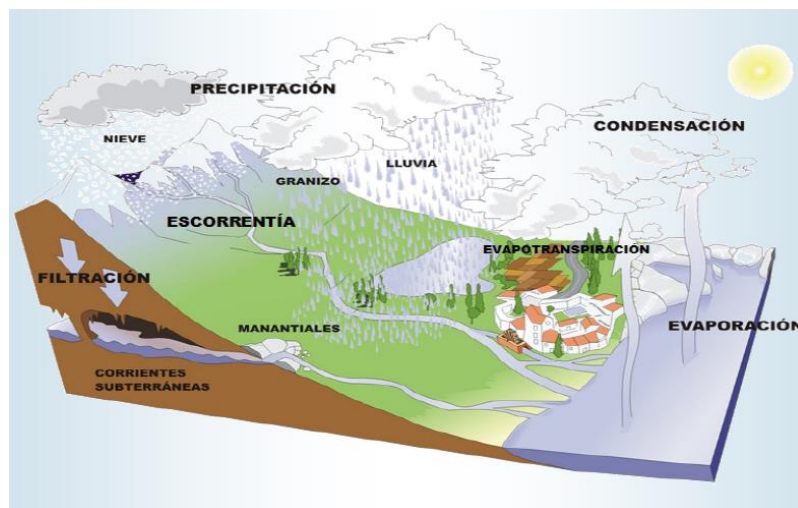 PRECIPITACIÓN
CONDENSACIÓN
NIEVE
LLUVIA
GRANIZO
ESCORRENTÍA
EVAPOTRANSPIRACIÓN
FILTRACIÓN
MANANTIALES
EVAPORACIÓN
CORRIENTES
SUBTERRÁNEAS